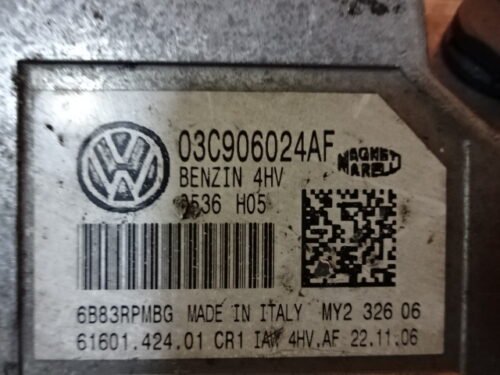 03C906024AF
MAGNETI MARELLI
BENZIN 4HV
H05
6B83RPMBG MADE IN ITALY MY2 326 06
61601.424.01 CR1 IAW 4HV.AF 22.11.06